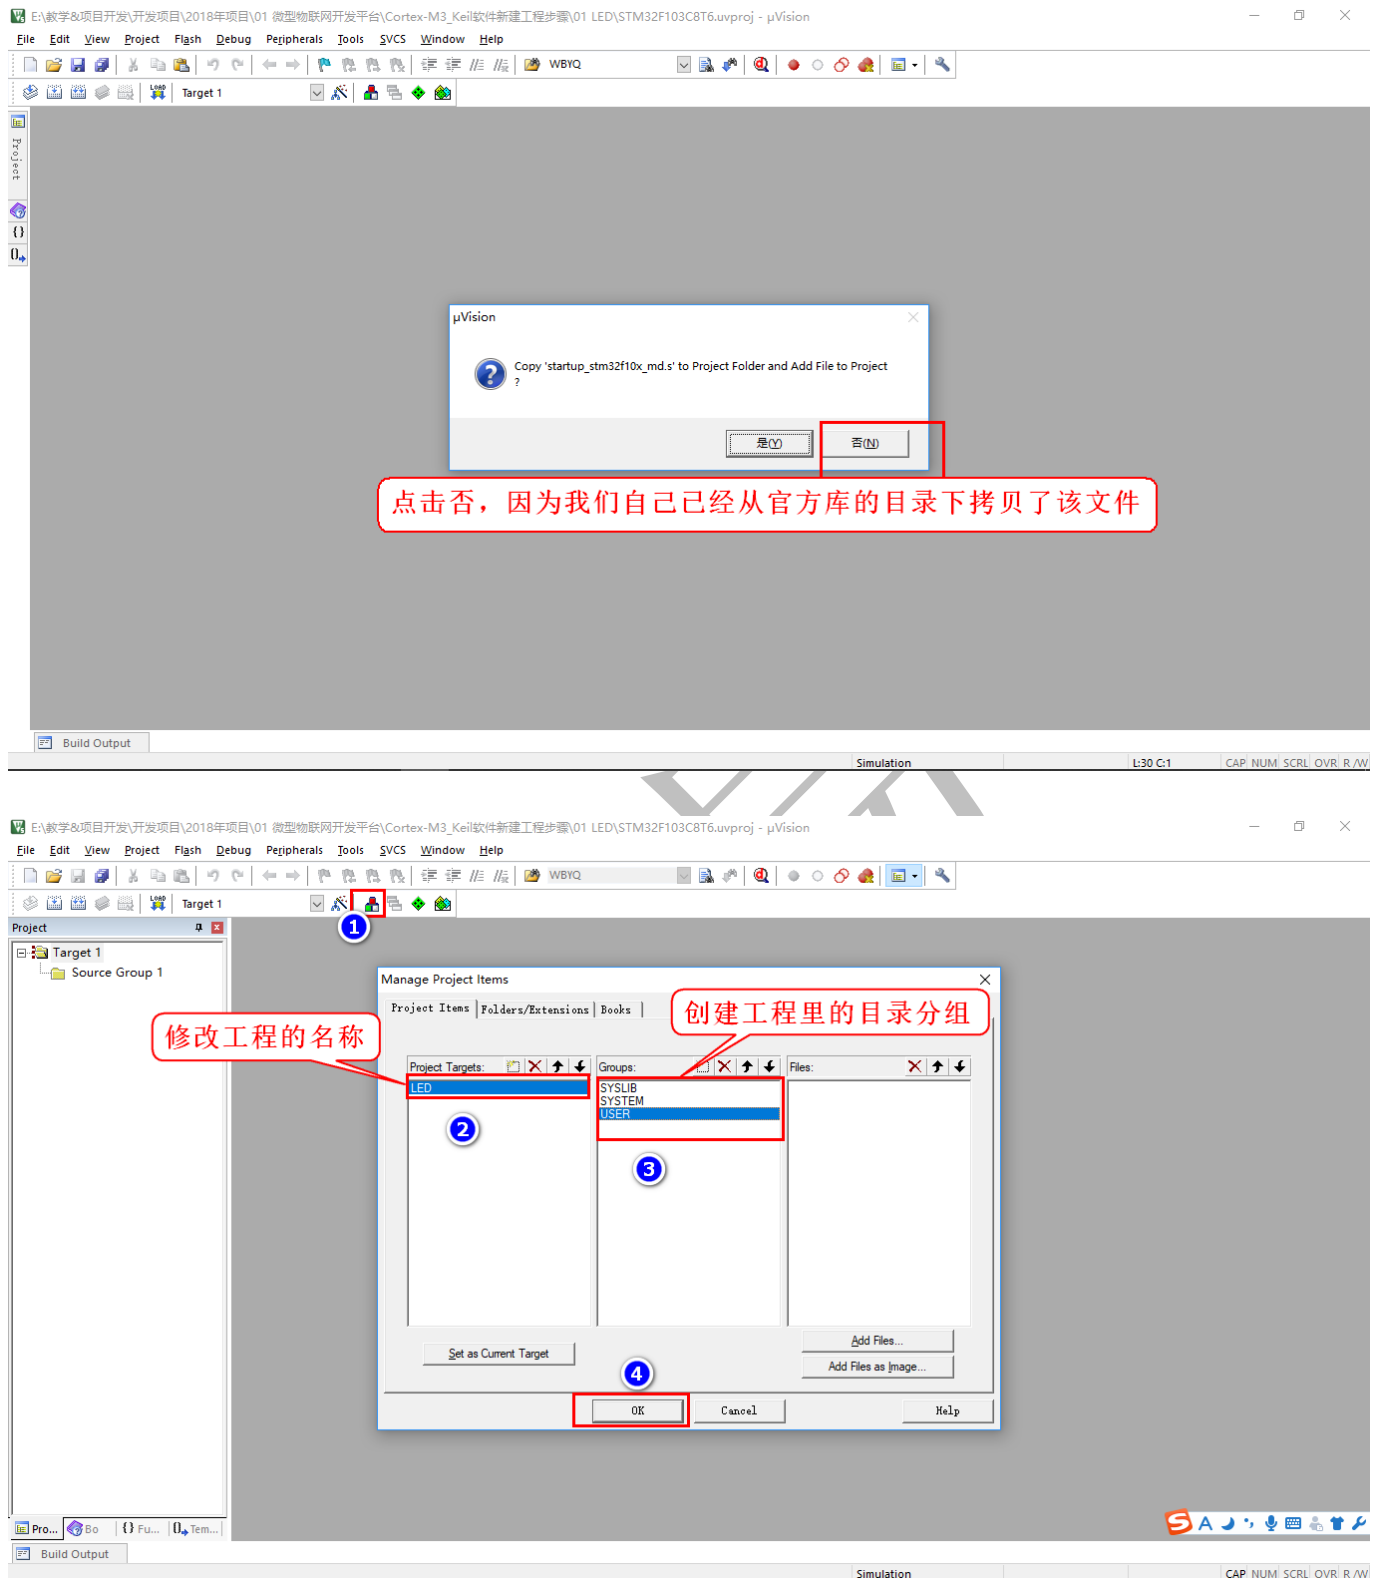 E:\教学&项目开发\开发项目\2018年项目\01 微型物联网开发平台\Cortex-M3_Keil软件新建工程步骤\01 LED\STM32F103C8T6.uvproj - µVision
File Edit View Project Flash Debug Peripherals Tools SVCS Window Help
WBYQ
LOAD Target 1
Project
µVision
Copy 'startup_stm32f10x_md.s' to Project Folder and Add File to Project
?
是(Y) 否(N)
点击否，因为我们自己已经从官方库的目录下拷贝了该文件
Build Output
Simulation L:30 C:1 CAP NUM SCRL OVR R/W
E:\教学&项目开发\开发项目\2018年项目\01 微型物联网开发平台\Cortex-M3_Keil软件新建工程步骤\01 LED\STM32F103C8T6.uvproj - µVision
File Edit View Project Flash Debug Peripherals Tools SVCS Window Help
WBYQ
LOAD Target 1
1
Project
Target 1
Source Group 1
Manage Project Items
Project Items Folders/Extensions Books
创建工程里的目录分组
修改工程的名称
Project Targets: Groups: Files:
LED
SYSLIB
SYSTEM
USER
2
3
Set as Current Target
Add Files...
Add Files as Image...
4
OK Cancel Help
Pro... Bo {} Fu... 0 Tem...
Build Output
Simulation CAP NUM SCRL OVR R/W